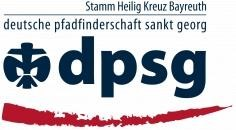 Stamm Heilig Kreuz Bayreuth
deutsche pfadfinderschaft sankt georg
dpsg